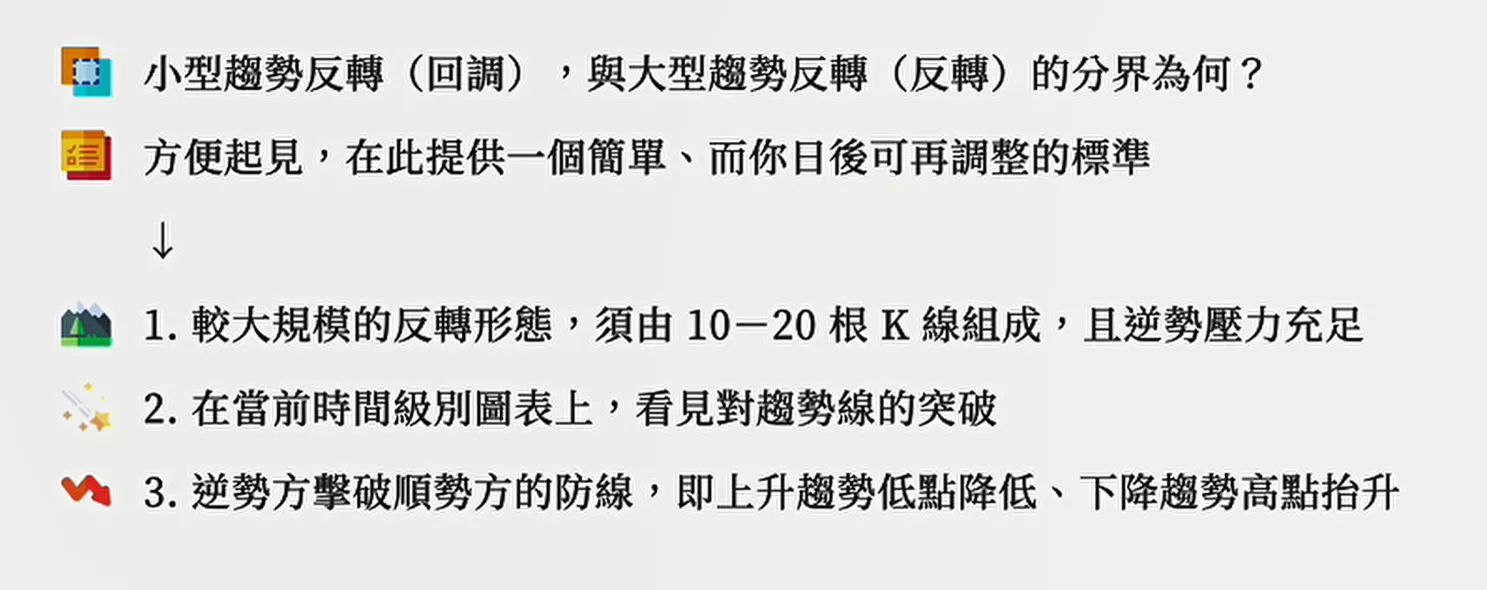 小型趨勢反轉（回調），與大型趨勢反轉（反轉）的分界為何？
方便起見，在此提供一個簡單、而你日後可再調整的標準
↓
1. 較大規模的反轉形態，須由 10－20 根 K 線組成，且逆勢壓力充足
2. 在當前時間級別圖表上，看見對趨勢線的突破
3. 逆勢方擊破順勢方的防線，即上升趨勢低點降低、下降趨勢高點抬升